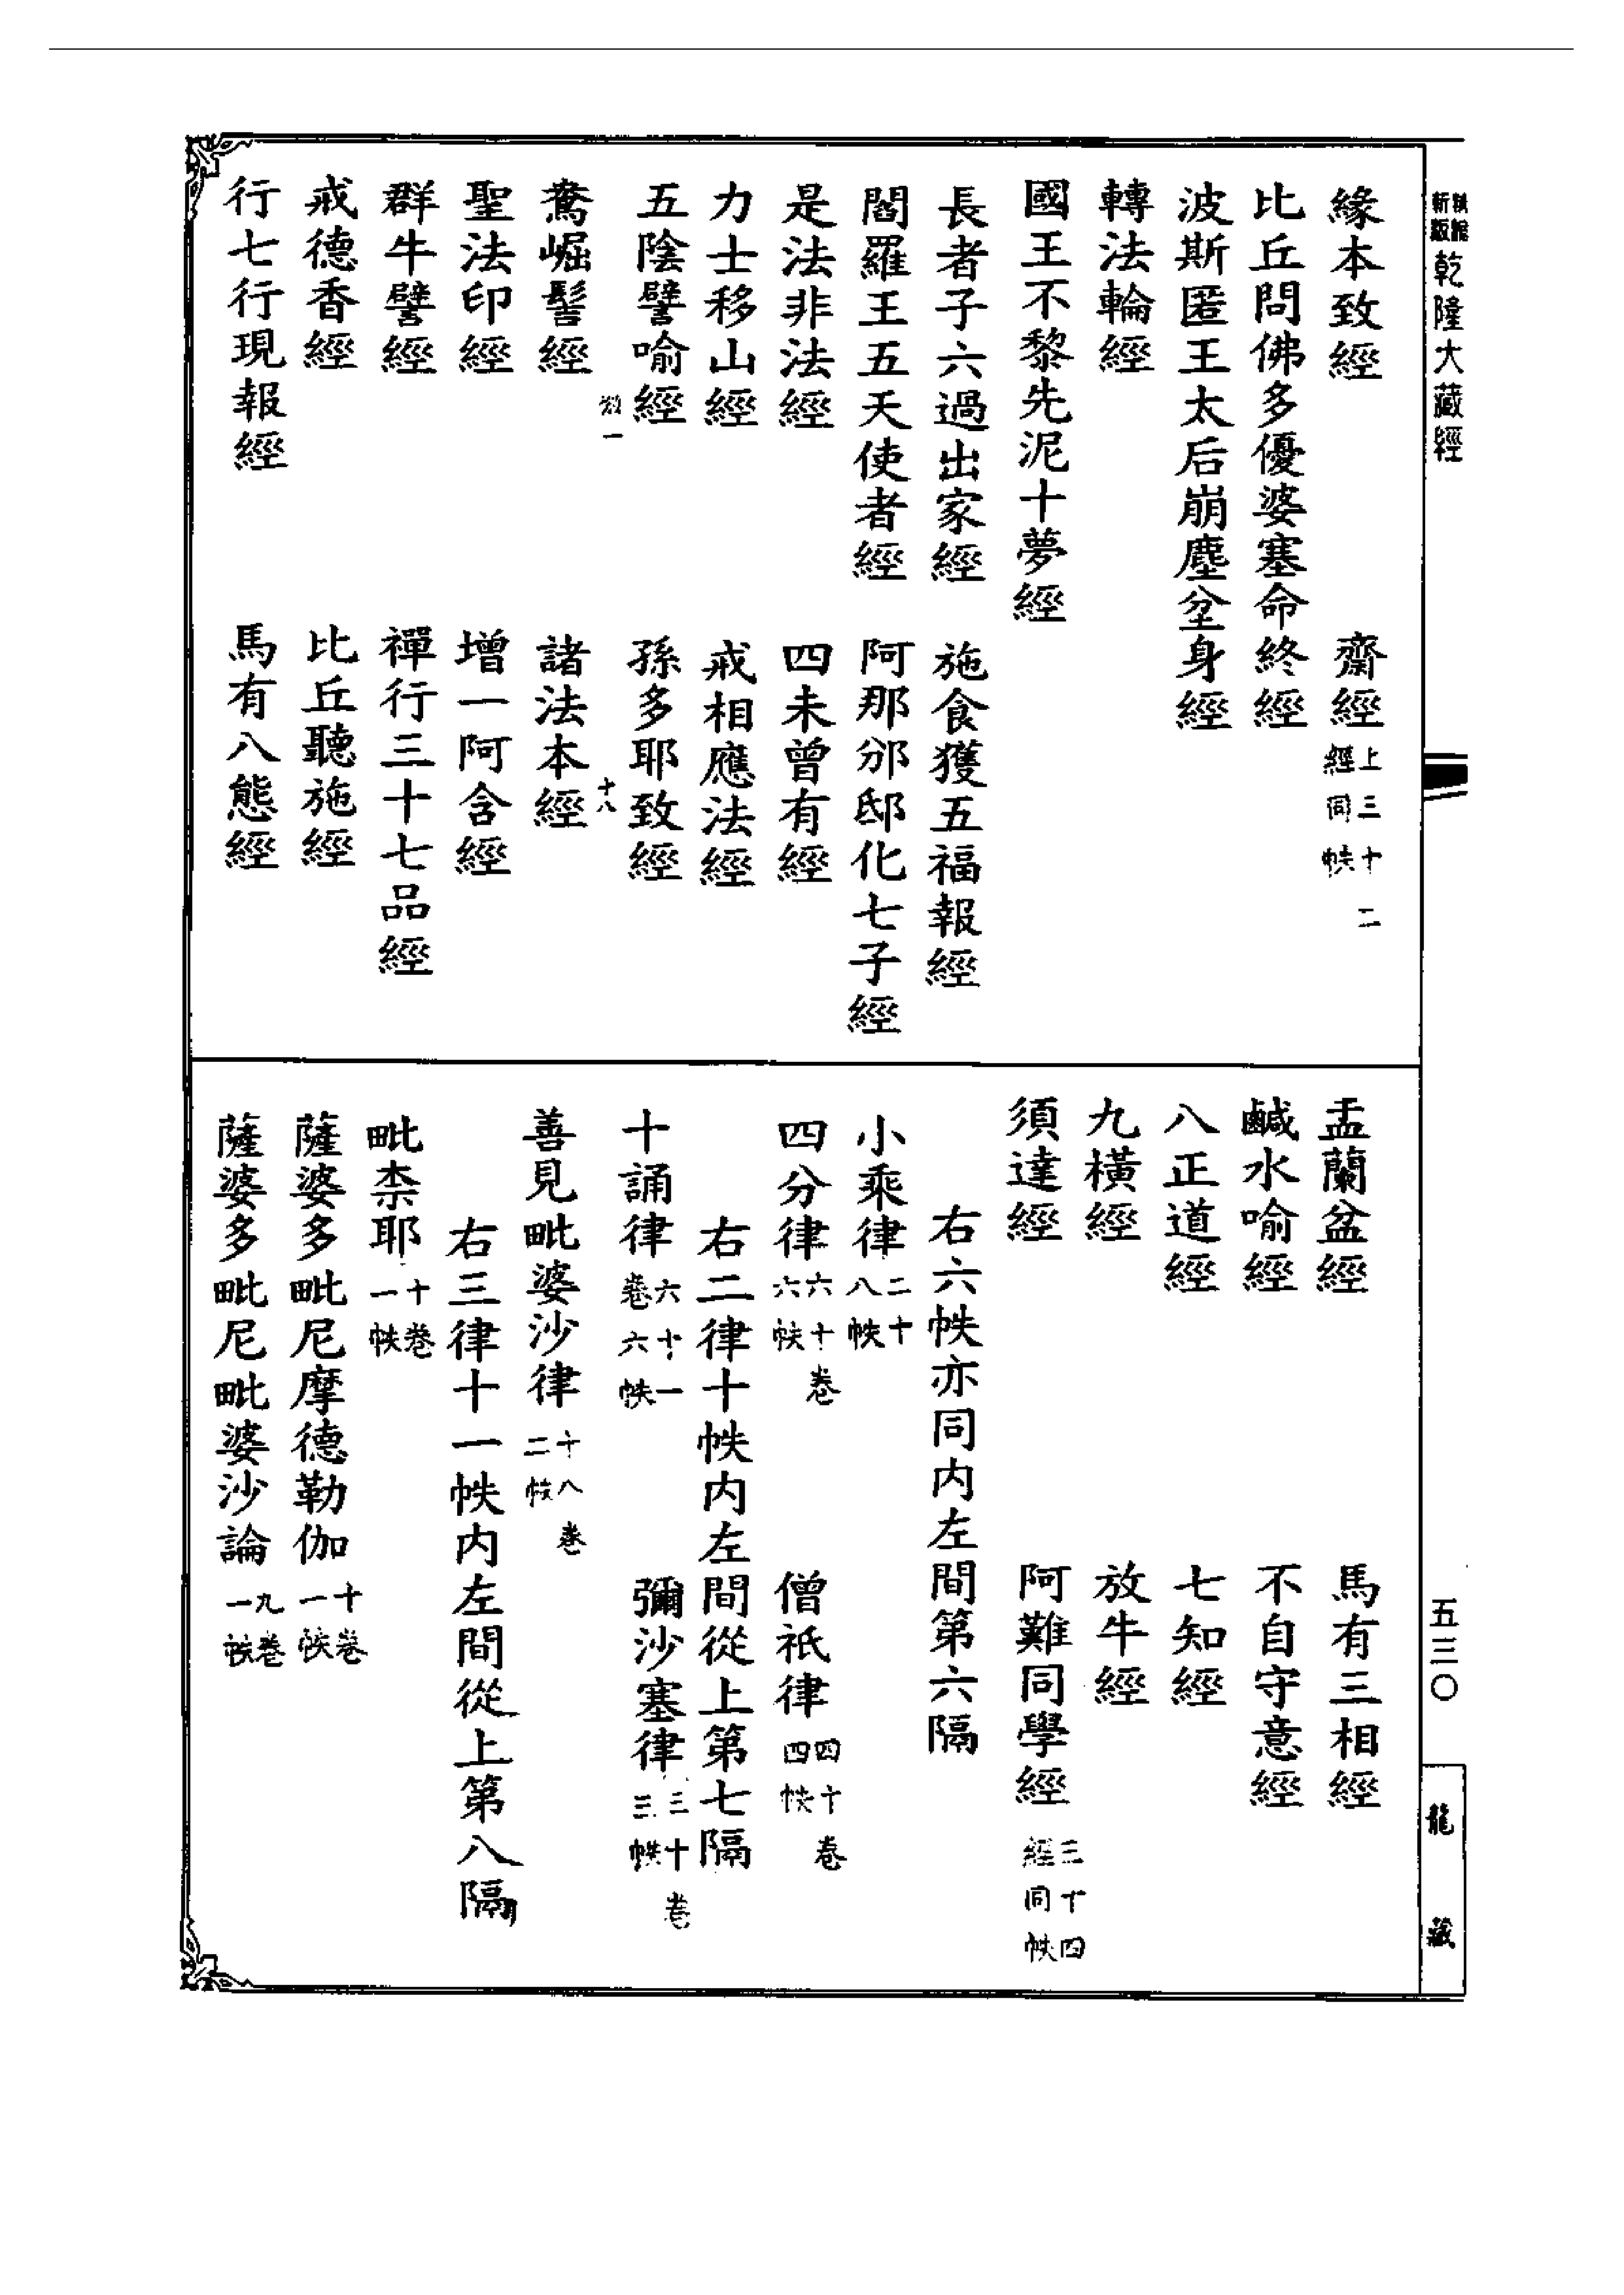 新版乾隆大藏經
緣本致經　齋經上三十二經同帙
比丘問佛多優婆塞命終經
波斯匿王太后崩塵坌身經
轉法輪經
國王不黎先泥十夢經
長者子六過出家經　施食獲五福報經
閻羅王五天使者經　阿那邠邸化七子經
是法非法經　四未曾有經
力士移山經　戒相應法經
五陰譬喻經　孫多耶致經
一　十八
鴦崛髻經　諸法本經
聖法印經　增一阿含經
群牛譬經　禪行三十七品經
戒德香經　比丘聽施經
行七行現報經　馬有八態經
盂蘭盆經　馬有三相經
鹹水喻經　不自守意經
八正道經　七知經
九橫經　放牛經
須達經　阿難同學經三十四經同帙
右六帙亦同内左間第六隔
小乘律二十八帙
四分律六十卷六帙　僧祇律四十卷四帙
右二律十帙内左間從上第七隔
十誦律六十一卷六帙　彌沙塞律三十卷三帙
善見毗婆沙律十八卷二帙
右三律十一帙内左間從上第八隔
毗柰耶十卷一帙
薩婆多毗尼摩德勒伽十卷一帙
薩婆多毗尼毗婆沙論九卷一帙
五三〇
龍藏